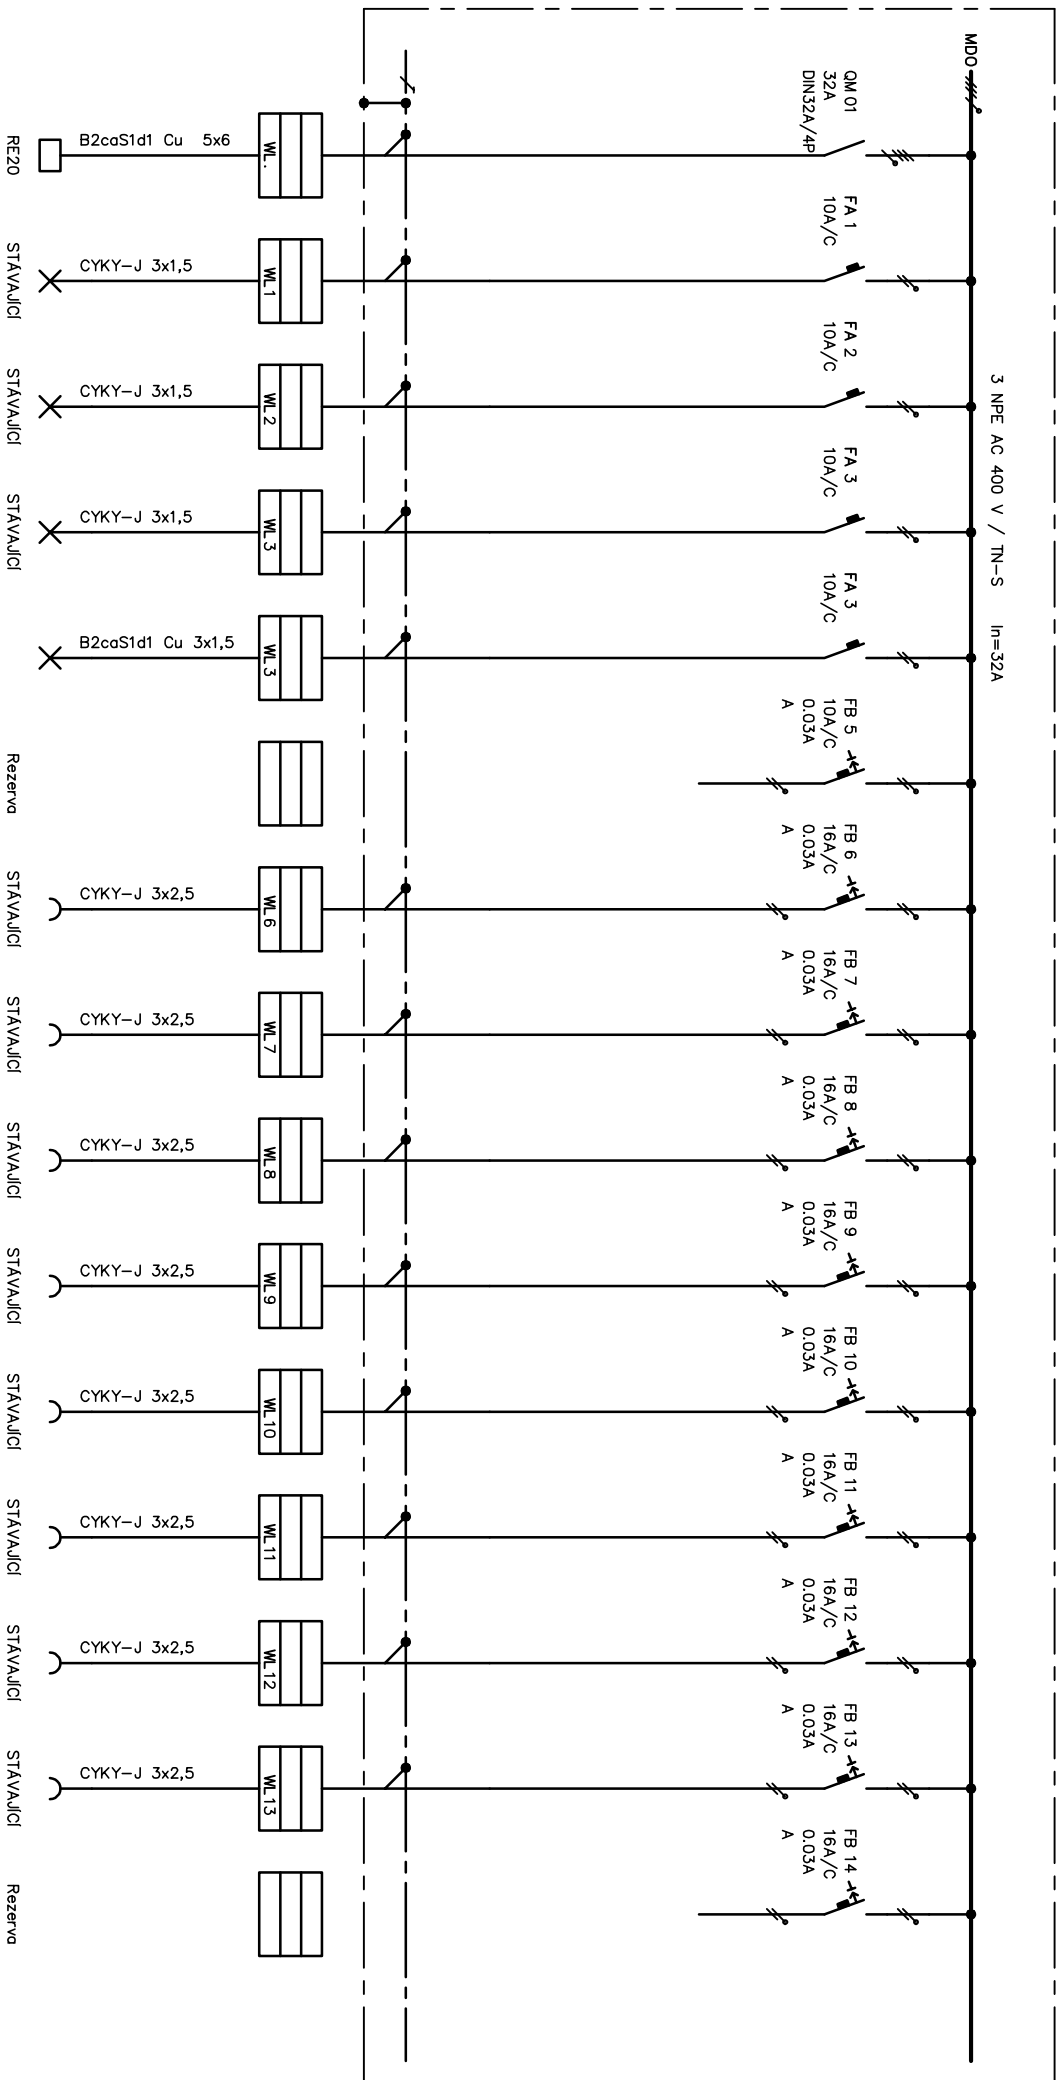 MDO
3 NPE AC 400 V / TN-S In=32A
QM 01
32A
DIN32A/4P
WL.
B2caS1d1 Cu 5x6
RE20
FA 1
10A/C
WL1
CYKY-J 3x1,5
STÁVAJÍCÍ
FA 2
10A/C
WL2
CYKY-J 3x1,5
STÁVAJÍCÍ
FA 3
10A/C
WL3
CYKY-J 3x1,5
STÁVAJÍCÍ
FA 3
10A/C
WL3
B2caS1d1 Cu 3x1,5
FB 5
10A/C
0.03A
A
Rezerva
FB 6
16A/C
0.03A
A
WL6
CYKY-J 3x2,5
STÁVAJÍCÍ
FB 7
16A/C
0.03A
A
WL7
CYKY-J 3x2,5
STÁVAJÍCÍ
FB 8
16A/C
0.03A
A
WL8
CYKY-J 3x2,5
STÁVAJÍCÍ
FB 9
16A/C
0.03A
A
WL9
CYKY-J 3x2,5
STÁVAJÍCÍ
FB 10
16A/C
0.03A
A
WL10
CYKY-J 3x2,5
STÁVAJÍCÍ
FB 11
16A/C
0.03A
A
WL11
CYKY-J 3x2,5
STÁVAJÍCÍ
FB 12
16A/C
0.03A
A
WL12
CYKY-J 3x2,5
STÁVAJÍCÍ
FB 13
16A/C
0.03A
A
WL13
CYKY-J 3x2,5
STÁVAJÍCÍ
FB 14
16A/C
0.03A
A
Rezerva